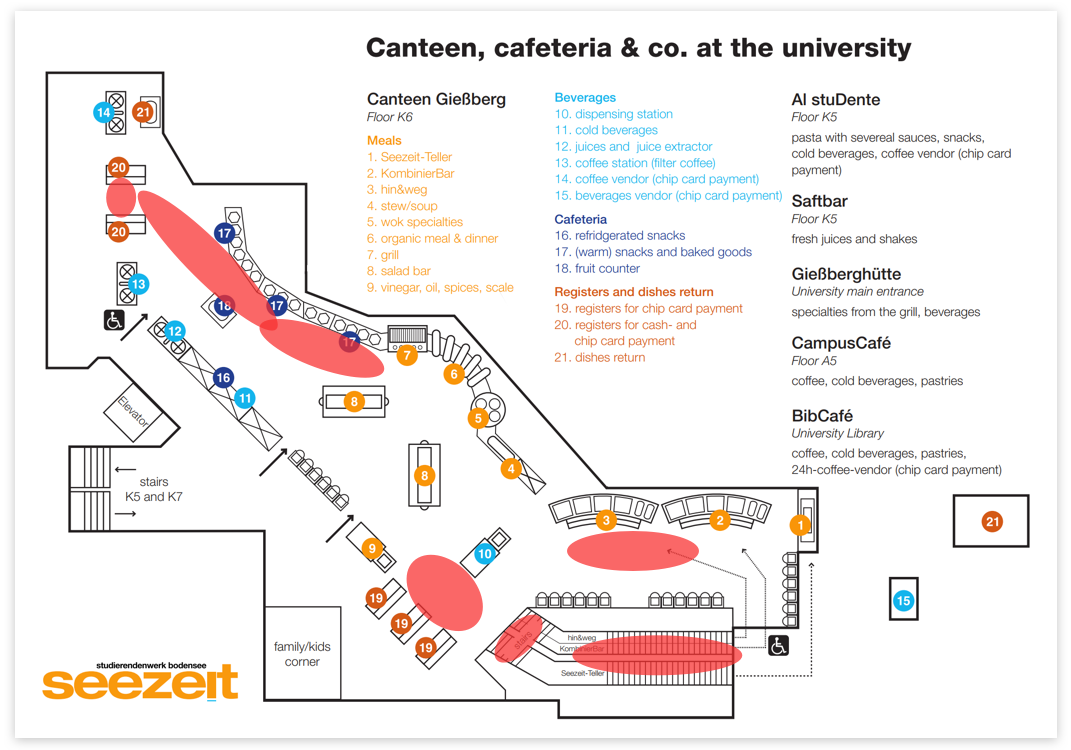 Canteen, cafeteria & co. at the university
Canteen Gießberg
Floor K6
Meals
1. Seezeit-Teller
2. KombinierBar
3. hin&weg
4. stew/soup
5. wok specialties
6. organic meal & dinner
7. grill
8. salad bar
9. vinegar, oil, spices, scale
Beverages
10. dispensing station
11. cold beverages
12. juices and juice extractor
13. coffee station (filter coffee)
14. coffee vendor (chip card payment)
15. beverages vendor (chip card payment)
Cafeteria
16. refridgerated snacks
17. (warm) snacks and baked goods
18. fruit counter
Registers and dishes return
19. registers for chip card payment
20. registers for cash- and
chip card payment
21. dishes return
Al stuDente
Floor K5
pasta with severeal sauces, snacks,
cold beverages, coffee vendor (chip card
payment)
Saftbar
Floor K5
fresh juices and shakes
Gießberghütte
University main entrance
specialties from the grill, beverages
CampusCafé
Floor A5
coffee, cold beverages, pastries
BibCafé
University Library
coffee, cold beverages, pastries,
24h-coffee-vendor (chip card payment)
14
21
20
20
17
13
18
17
12
17
7
6
16
11
8
5
Elevator
8
4
stairs
K5 and K7
3
2
1
21
9
10
15
19
19
19
stairs
hin&weg
KombinierBar
Seezeit-Teller
family/kids
corner
studierendenwerk bodensee
seezeit